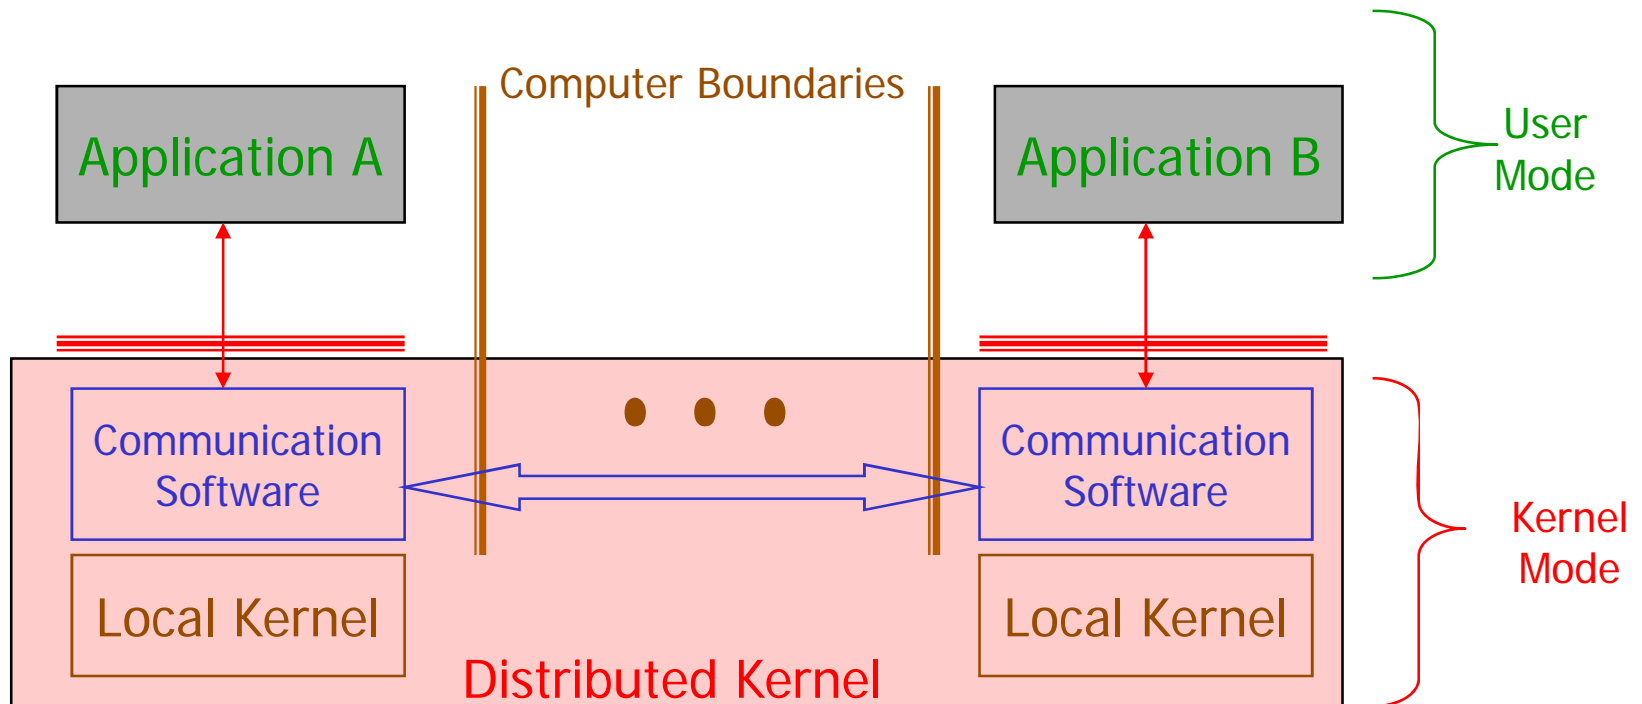 Computer Boundaries
Application A
Application B
User
Mode
Communication
Software
Communication
Software
Kernel
Mode
Local Kernel
Local Kernel
Distributed Kernel